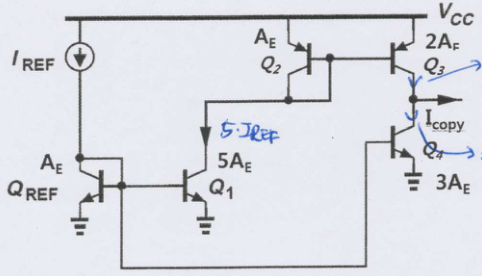 V_CC
A_E
2A_E
I_REF
Q_2
Q_3
5·I_REF
I_copy
A_E
5A_E
Q_4
Q_REF
Q_1
3A_E